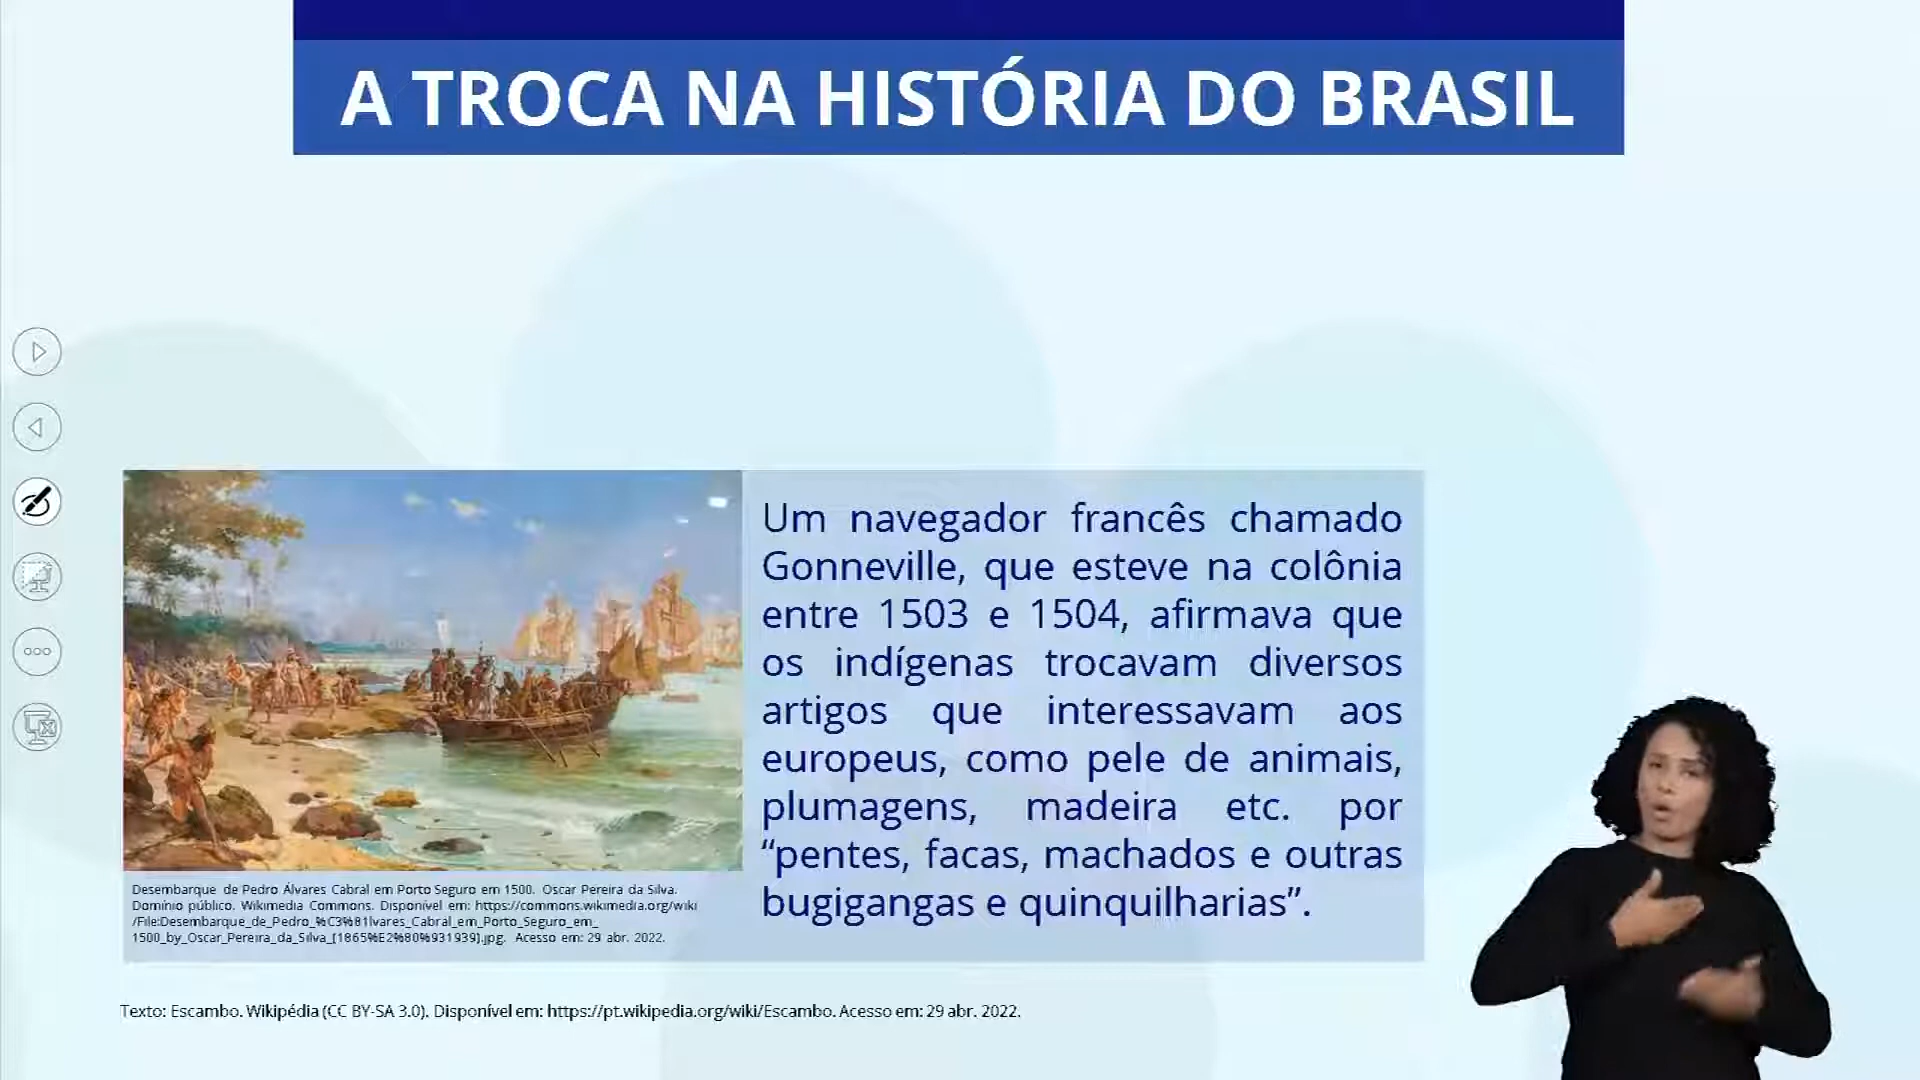 A TROCA NA HISTÓRIA DO BRASIL
Um navegador francês chamado
Gonneville, que esteve na colônia
entre 1503 e 1504, afirmava que
os indígenas trocavam diversos
artigos que interessavam aos
europeus, como pele de animais,
plumagens, madeira etc. por
“pentes, facas, machados e outras
bugigangas e quinquilharias”.
Desembarque de Pedro Álvares Cabral em Porto Seguro em 1500. Oscar Pereira da Silva.
Domínio público. Wikimedia Commons. Disponível em: https://commons.wikimedia.org/wiki
/File:Desembarque_de_Pedro_%C3%81lvares_Cabral_em_Porto_Seguro_em_
1500_by_Oscar_Pereira_da_Silva_(1865%E2%80%931939).jpg. Acesso em: 29 abr. 2022.
Texto: Escambo. Wikipédia (CC BY-SA 3.0). Disponível em: https://pt.wikipedia.org/wiki/Escambo. Acesso em: 29 abr. 2022.